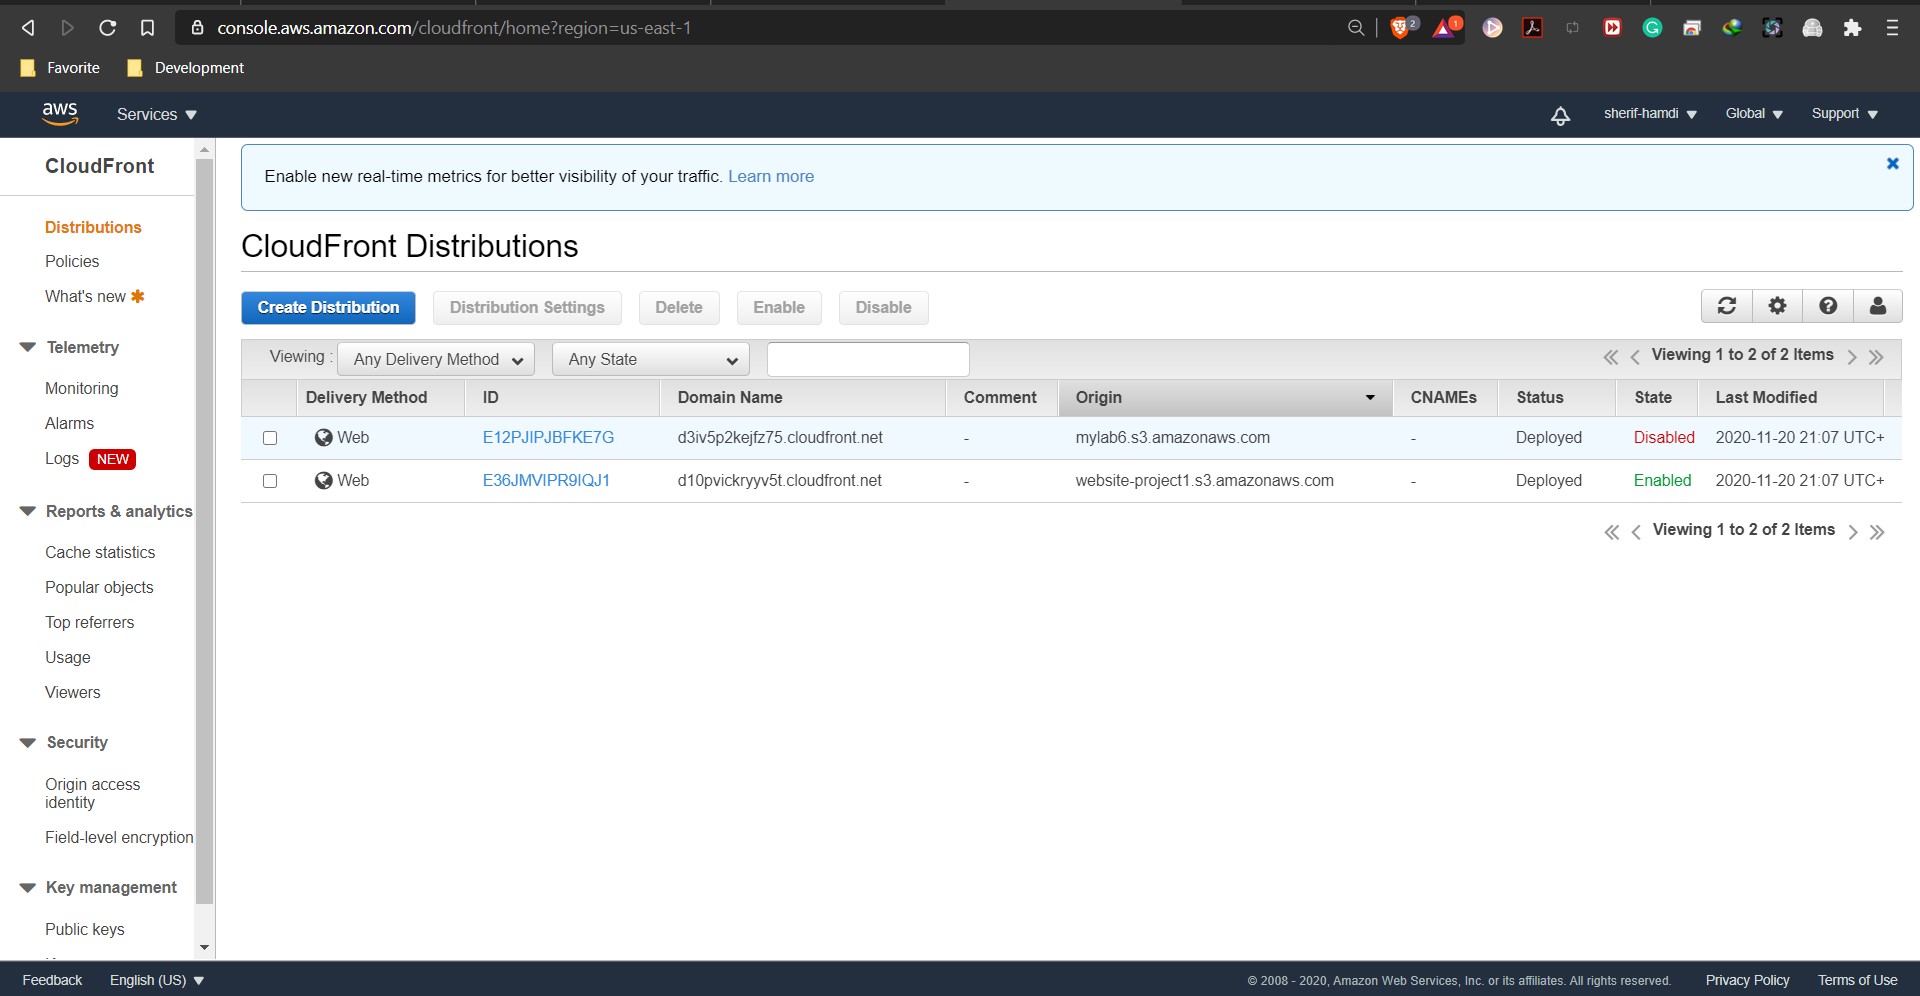 console.aws.amazon.com/cloudfront/home?region=us-east-1
2
1
Favorite
Development
aws
Services
sherif-hamdi
Global
Support
CloudFront
Distributions
Policies
What's new
Telemetry
Monitoring
Alarms
Logs NEW
Reports & analytics
Cache statistics
Popular objects
Top referrers
Usage
Viewers
Security
Origin access
identity
Field-level encryption
Key management
Public keys
Enable new real-time metrics for better visibility of your traffic. Learn more
CloudFront Distributions
Create Distribution Distribution Settings Delete Enable Disable
Viewing : Any Delivery Method Any State Viewing 1 to 2 of 2 Items
Delivery Method ID Domain Name Comment Origin CNAMEs Status State Last Modified
Web E12PJIPJBFKE7G d3iv5p2kejfz75.cloudfront.net - mylab6.s3.amazonaws.com - Deployed Disabled 2020-11-20 21:07 UTC+
Web E36JMVIPR9IQJ1 d10pvickryyv5t.cloudfront.net - website-project1.s3.amazonaws.com - Deployed Enabled 2020-11-20 21:07 UTC+
Viewing 1 to 2 of 2 Items
Feedback English (US) © 2008 - 2020, Amazon Web Services, Inc. or its affiliates. All rights reserved. Privacy Policy Terms of Use